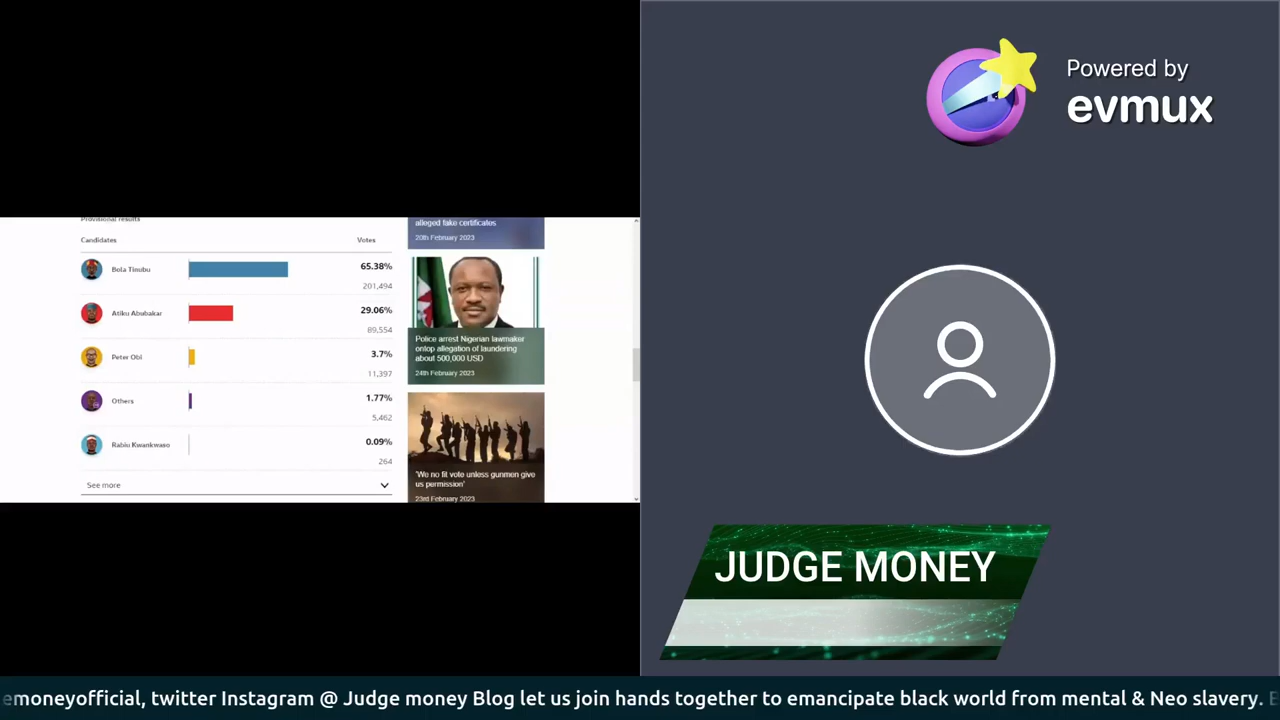 Provisional results
Candidates Votes
Bola Tinubu 65.38%
201,494
Atiku Abubakar 29.06%
89,554
Peter Obi 3.7%
11,397
Others 1.77%
5,462
Rabiu Kwankwaso 0.09%
264
See more
alleged fake certificates
20th February 2023
Police arrest Nigerian lawmaker
ontop allegation of laundering
about 500,000 USD
24th February 2023
'We no fit vote unless gunmen give
us permission'
23rd February 2023
Powered by
evmux
JUDGE MONEY
emoneyofficial, twitter Instagram @ Judge money Blog let us join hands together to emancipate black world from mental & Neo slavery. E